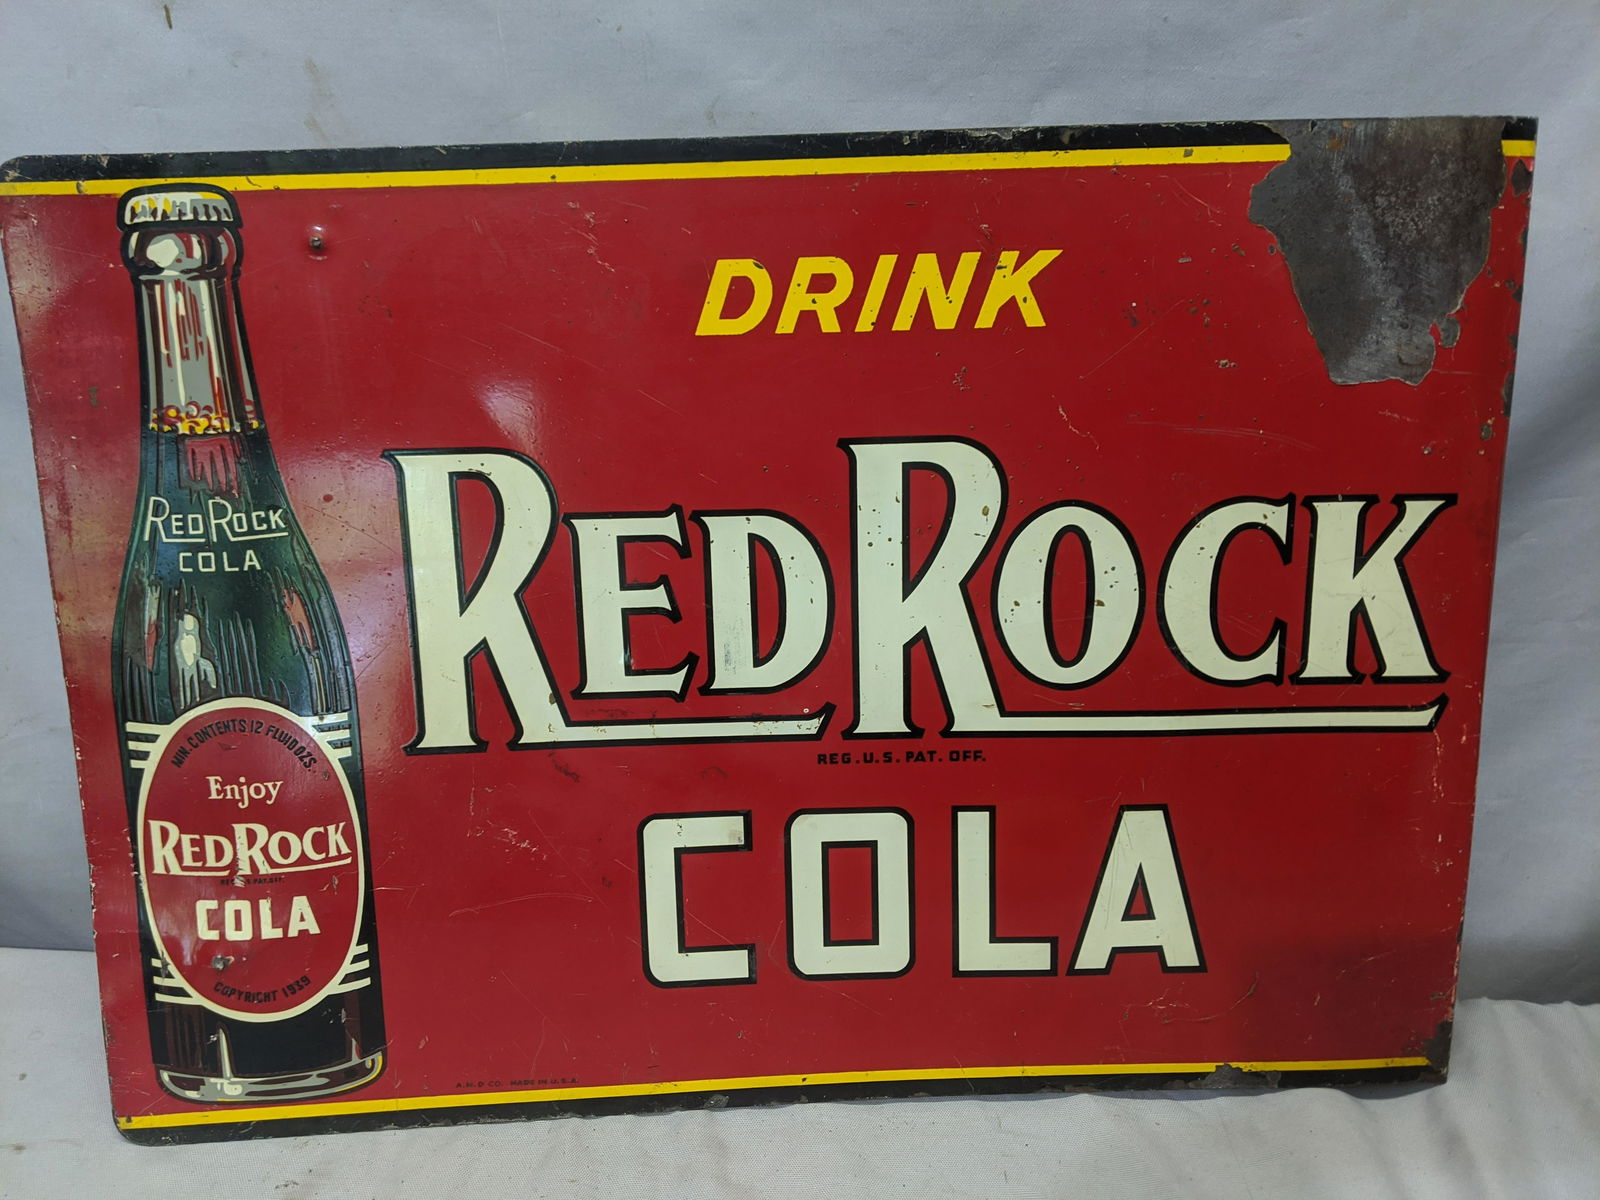 DRINK
RED ROCK
REG. U.S. PAT. OFF.
COLA
RED ROCK
COLA
MIN. CONTENTS 12 FLUID OZS.
Enjoy
RED ROCK
COLA
COPYRIGHT 1939
A.M.D CO. MADE IN U.S.A.